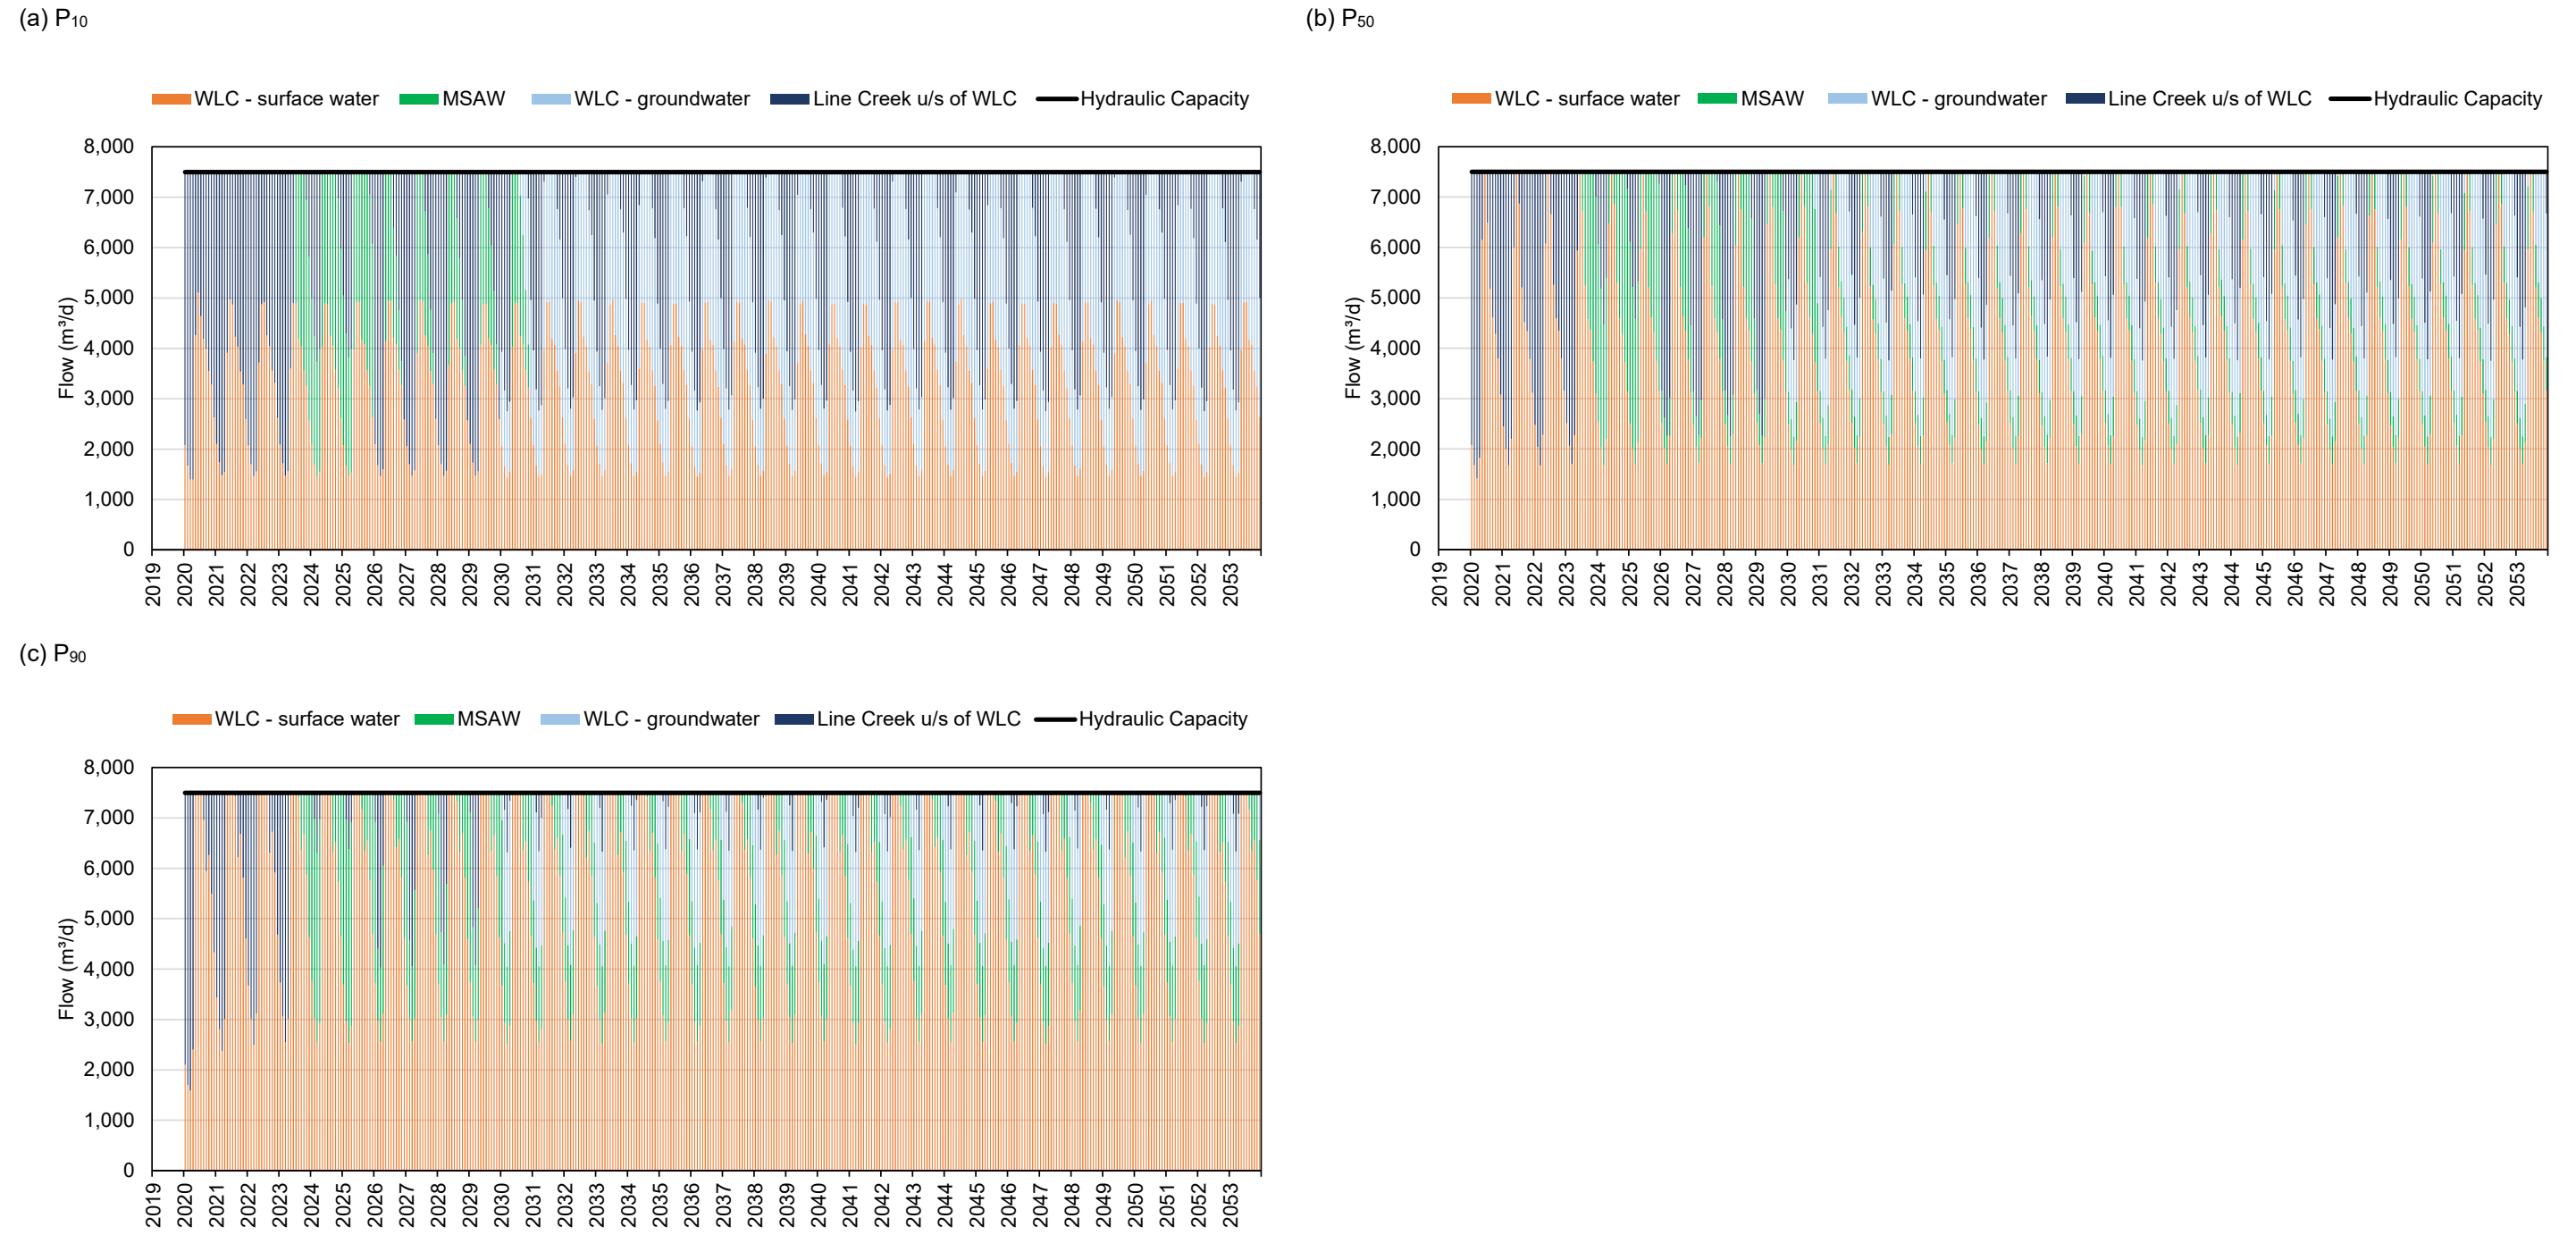 (a) P10
WLC - surface water MSAW WLC - groundwater Line Creek u/s of WLC Hydraulic Capacity
Flow (m³/d)
8,000
7,000
6,000
5,000
4,000
3,000
2,000
1,000
0
2019 2020 2021 2022 2023 2024 2025 2026 2027 2028 2029 2030 2031 2032 2033 2034 2035 2036 2037 2038 2039 2040 2041 2042 2043 2044 2045 2046 2047 2048 2049 2050 2051 2052 2053
(b) P50
WLC - surface water MSAW WLC - groundwater Line Creek u/s of WLC Hydraulic Capacity
Flow (m³/d)
8,000
7,000
6,000
5,000
4,000
3,000
2,000
1,000
0
2019 2020 2021 2022 2023 2024 2025 2026 2027 2028 2029 2030 2031 2032 2033 2034 2035 2036 2037 2038 2039 2040 2041 2042 2043 2044 2045 2046 2047 2048 2049 2050 2051 2052 2053
(c) P90
WLC - surface water MSAW WLC - groundwater Line Creek u/s of WLC Hydraulic Capacity
Flow (m³/d)
8,000
7,000
6,000
5,000
4,000
3,000
2,000
1,000
0
2019 2020 2021 2022 2023 2024 2025 2026 2027 2028 2029 2030 2031 2032 2033 2034 2035 2036 2037 2038 2039 2040 2041 2042 2043 2044 2045 2046 2047 2048 2049 2050 2051 2052 2053